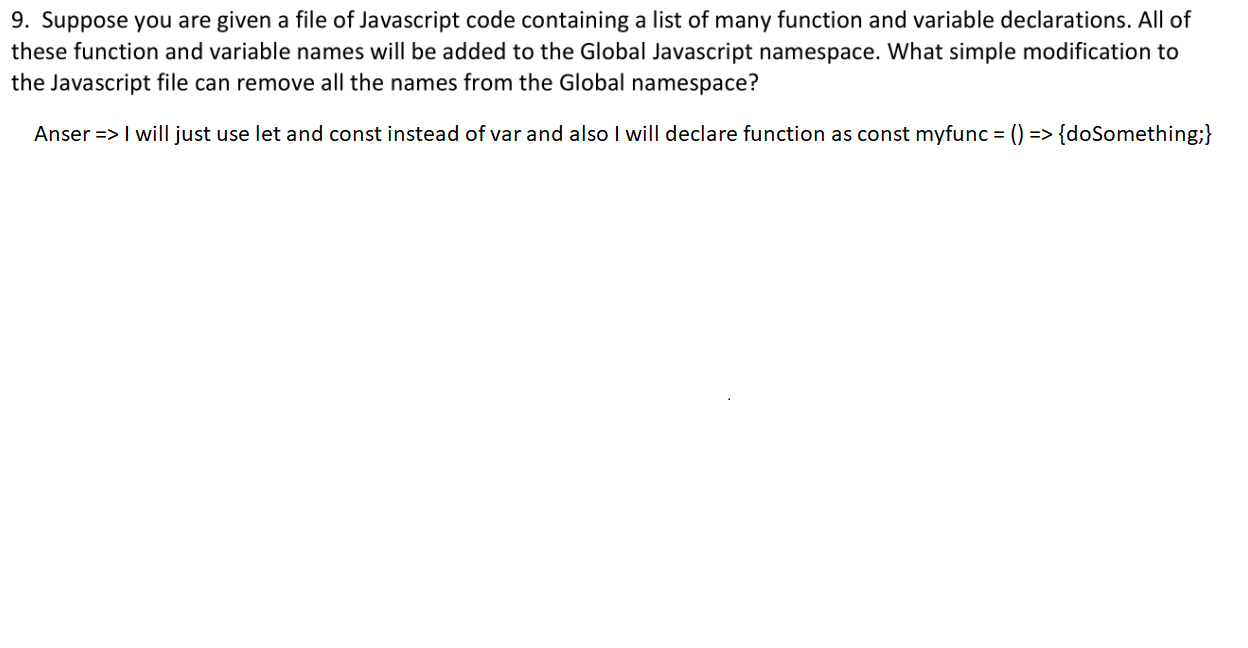 9. Suppose you are given a file of Javascript code containing a list of many function and variable declarations. All of
these function and variable names will be added to the Global Javascript namespace. What simple modification to
the Javascript file can remove all the names from the Global namespace?
Anser => I will just use let and const instead of var and also I will declare function as const myfunc = () => {doSomething;}